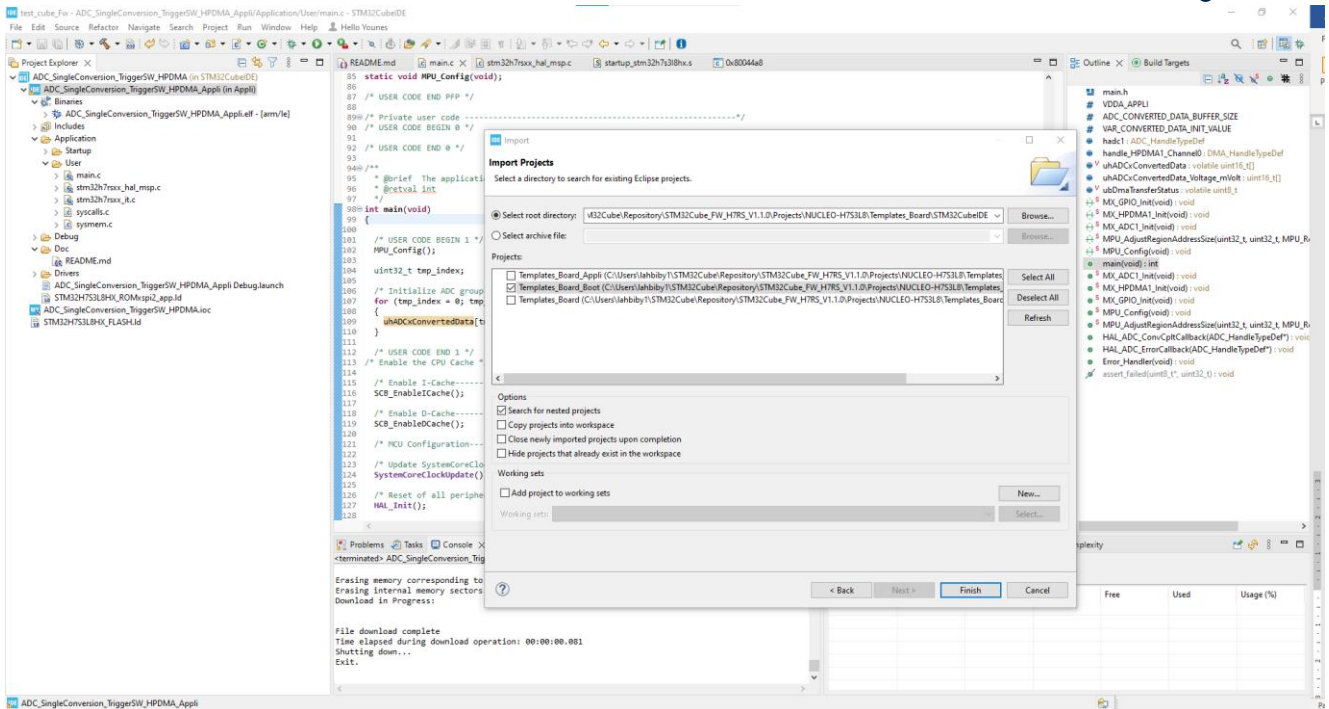 test_cube_Fw - ADC_SingleConversion_TriggerSW_HPDMA_Appli/Application/User/main.c - STM32CubeIDE
File Edit Source Refactor Navigate Search Project Run Window Help Hello Younes
Project Explorer
ADC_SingleConversion_TriggerSW_HPDMA (in STM32CubeIDE)
ADC_SingleConversion_TriggerSW_HPDMA_Appli (in Appli)
Binaries
ADC_SingleConversion_TriggerSW_HPDMA_Appli.elf - [arm/le]
Includes
Application
Startup
User
main.c
stm32h7rsxx_hal_msp.c
stm32h7rsxx_it.c
syscalls.c
sysmem.c
Debug
Doc
README.md
Drivers
ADC_SingleConversion_TriggerSW_HPDMA_Appli Debug.launch
STM32H7S3L8HX_ROMxspi2_app.ld
ADC_SingleConversion_TriggerSW_HPDMA.ioc
STM32H7S3L8HX_FLASH.ld
README.md main.c stm32h7rsxx_hal_msp.c startup_stm32h7s3l8hx.s 0x80044a8
85 static void MPU_Config(void);
86
87 /* USER CODE END PFP */
88
89 /* Private user code ---------------------------------------------------------*/
90 /* USER CODE BEGIN 0 */
91
92 /* USER CODE END 0 */
93
94 /**
95 * @brief The applicati
96 * @retval int
97 */
98 int main(void)
99 {
100
101 /* USER CODE BEGIN 1 */
102 MPU_Config();
103
104 uint32_t tmp_index;
105
106 /* Initialize ADC group
107 for (tmp_index = 0; tmp
108 {
109 uhADCxConvertedData[t
110 }
111
112 /* USER CODE END 1 */
113 /* Enable the CPU Cache *
114
115 /* Enable I-Cache------
116 SCB_EnableICache();
117
118 /* Enable D-Cache------
119 SCB_EnableDCache();
120
121 /* MCU Configuration---
122
123 /* Update SystemCoreClo
124 SystemCoreClockUpdate()
125
126 /* Reset of all periphe
127 HAL_Init();
128
Import
Import Projects
Select a directory to search for existing Eclipse projects.
Select root directory: M32Cube\Repository\STM32Cube_FW_H7RS_V1.1.0\Projects\NUCLEO-H7S3L8\Templates_Board\STM32CubeIDE Browse...
Select archive file: Browse...
Projects:
Templates_Board_Appli (C:\Users\lahbiby1\STM32Cube\Repository\STM32Cube_FW_H7RS_V1.1.0\Projects\NUCLEO-H7S3L8\Templates Select All
Templates_Board_Boot (C:\Users\lahbiby1\STM32Cube\Repository\STM32Cube_FW_H7RS_V1.1.0\Projects\NUCLEO-H7S3L8\Templates_
Templates_Board (C:\Users\lahbiby1\STM32Cube\Repository\STM32Cube_FW_H7RS_V1.1.0\Projects\NUCLEO-H7S3L8\Templates_Board Deselect All
Refresh
Options
Search for nested projects
Copy projects into workspace
Close newly imported projects upon completion
Hide projects that already exist in the workspace
Working sets
Add project to working sets New...
Working sets: Select...
< Back Next > Finish Cancel
Outline Build Targets
main.h
VDDA_APPLI
ADC_CONVERTED_DATA_BUFFER_SIZE
VAR_CONVERTED_DATA_INIT_VALUE
hadc1 : ADC_HandleTypeDef
handle_HPDMA1_Channel0 : DMA_HandleTypeDef
uhADCxConvertedData : volatile uint16_t[]
uhADCxConvertedData_Voltage_mVolt : uint16_t[]
ubDmaTransferStatus : volatile uint8_t
MX_GPIO_Init(void) : void
MX_HPDMA1_Init(void) : void
MX_ADC1_Init(void) : void
MPU_AdjustRegionAddressSize(uint32_t, uint32_t, MPU_R
MPU_Config(void) : void
main(void) : int
MX_ADC1_Init(void) : void
MX_HPDMA1_Init(void) : void
MX_GPIO_Init(void) : void
MPU_Config(void) : void
MPU_AdjustRegionAddressSize(uint32_t, uint32_t, MPU_R
HAL_ADC_ConvCpltCallback(ADC_HandleTypeDef*) : void
HAL_ADC_ErrorCallback(ADC_HandleTypeDef*) : void
Error_Handler(void) : void
assert_failed(uint8_t*, uint32_t) : void
Problems Tasks Console
<terminated> ADC_SingleConversion_Trig
Erasing memory corresponding to
Erasing internal memory sectors
Download in Progress:
File download complete
Time elapsed during download operation: 00:00:00.081
Shutting down...
Exit.
plexity
Free Used Usage (%)
ADC_SingleConversion_TriggerSW_HPDMA_Appli